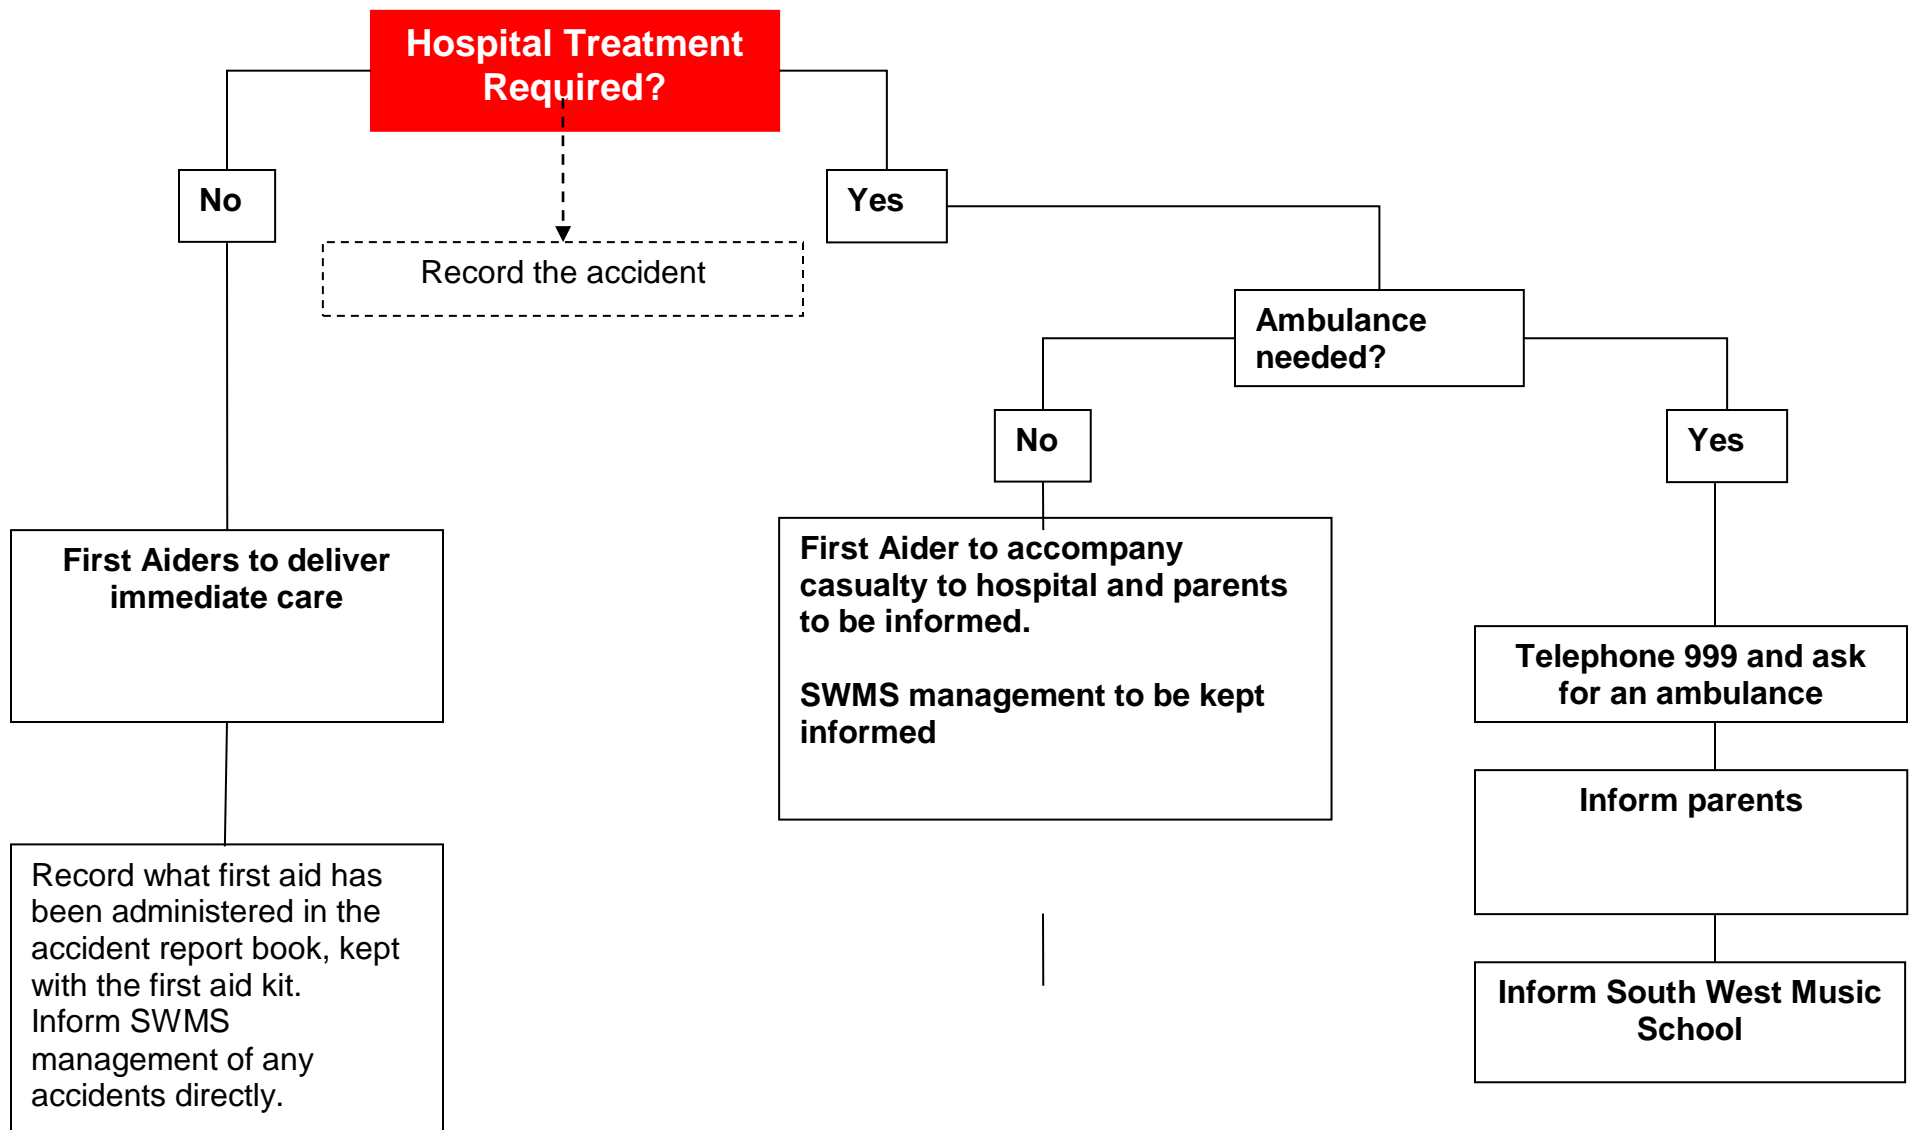 Hospital Treatment
Required?
No
Yes
Record the accident
Ambulance
needed?
No
Yes
First Aiders to deliver
immediate care
First Aider to accompany
casualty to hospital and parents
to be informed.
SWMS management to be kept
informed
Telephone 999 and ask
for an ambulance
Inform parents
Record what first aid has
been administered in the
accident report book, kept
with the first aid kit.
Inform SWMS
management of any
accidents directly.
Inform South West Music
School